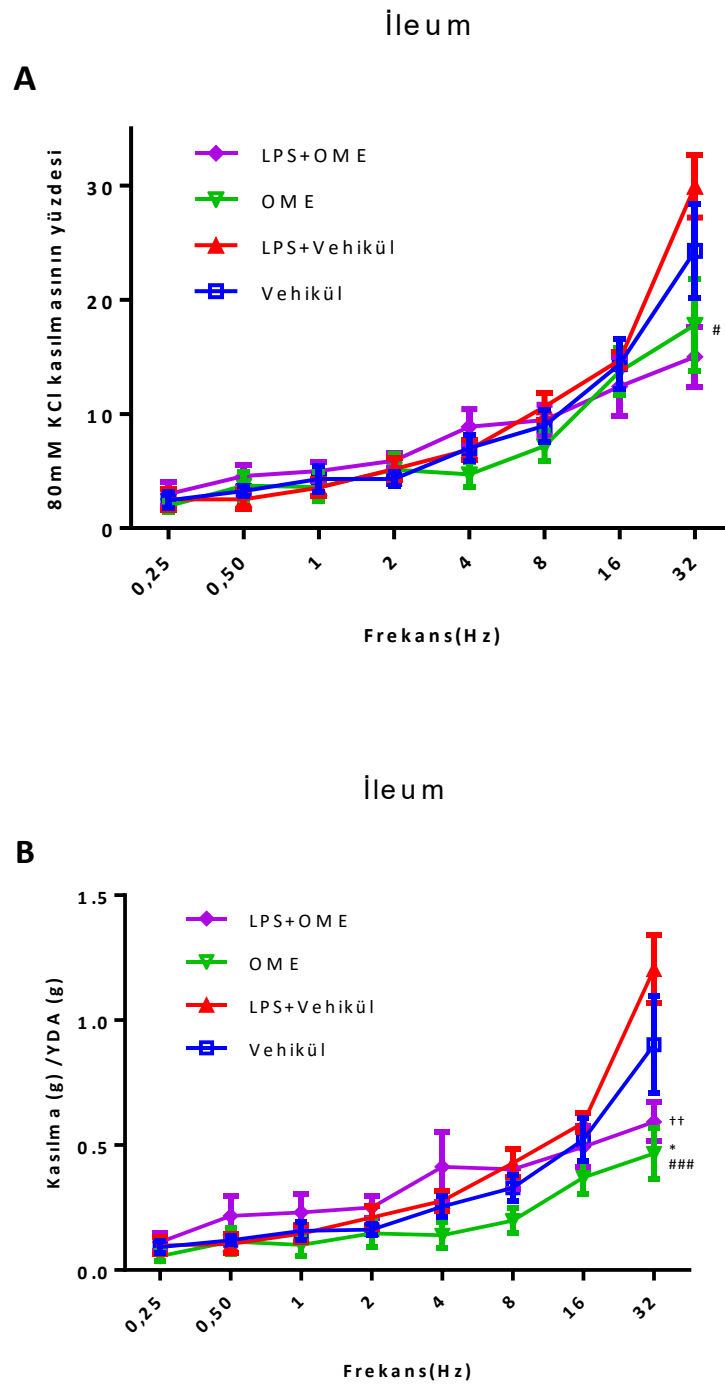 İleum
A
80mM KCl kasılmasının yüzdesi
LPS+OME
OME
LPS+Vehikül
Vehikül
30
20
10
0
#
0,25
0,50
1
2
4
8
16
32
Frekans(Hz)
İleum
B
Kasılma (g) /YDA (g)
LPS+OME
OME
LPS+Vehikül
Vehikül
1.5
1.0
0.5
0.0
††
*
###
0,25
0,50
1
2
4
8
16
32
Frekans(Hz)